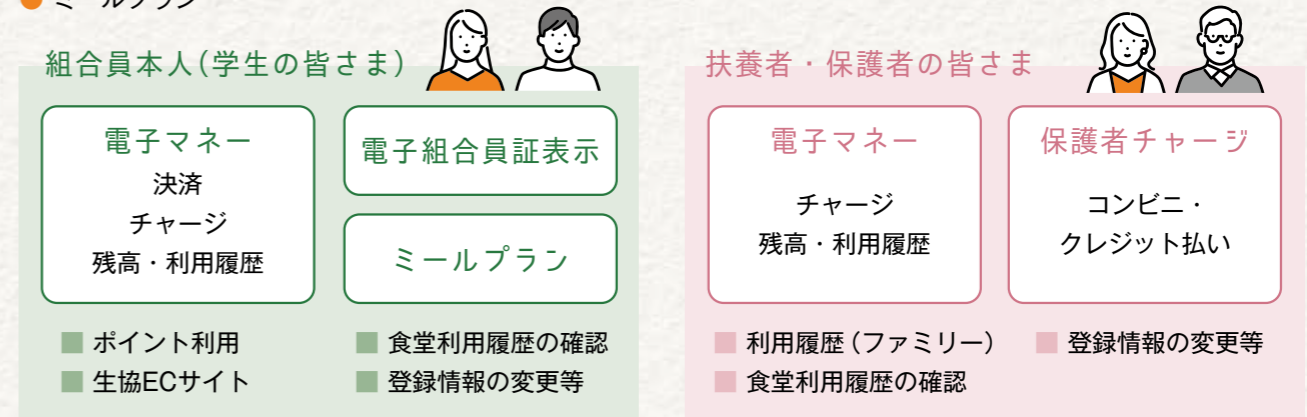 ミールプラン
組合員本人(学生の皆さま)
電子マネー
決済
チャージ
残高・利用履歴
電子組合員証表示
ミールプラン
■ ポイント利用
■ 生協ECサイト
■ 食堂利用履歴の確認
■ 登録情報の変更等
扶養者・保護者の皆さま
電子マネー
チャージ
残高・利用履歴
保護者チャージ
コンビニ・
クレジット払い
■ 利用履歴(ファミリー)
■ 食堂利用履歴の確認
■ 登録情報の変更等